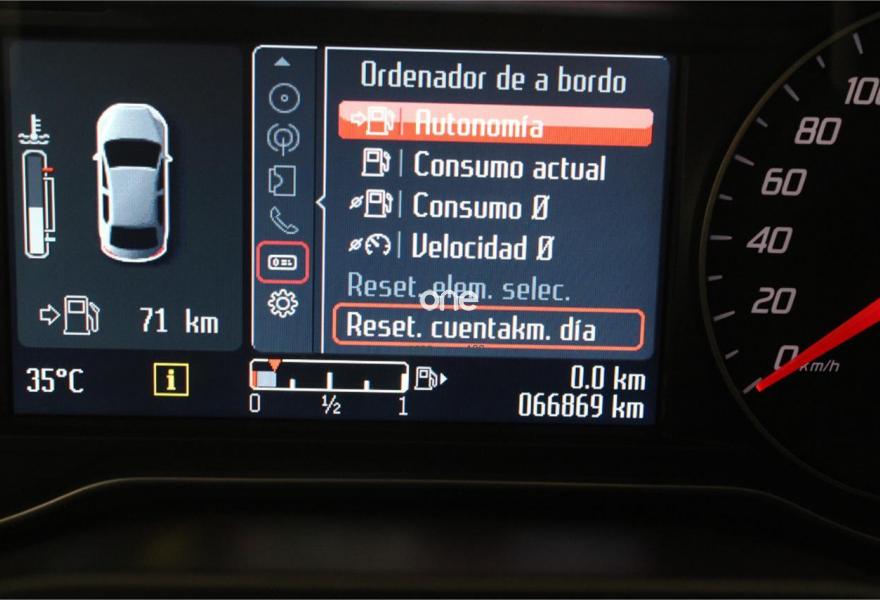 Ordenador de a bordo
Autonomía
Consumo actual
Consumo Ø
Velocidad Ø
Reset. elem. selec.
one
Reset. cuentakm. día
71 km
35°C
i
0 ½ 1
0.0 km
066869 km
100
80
60
40
20
0
km/h